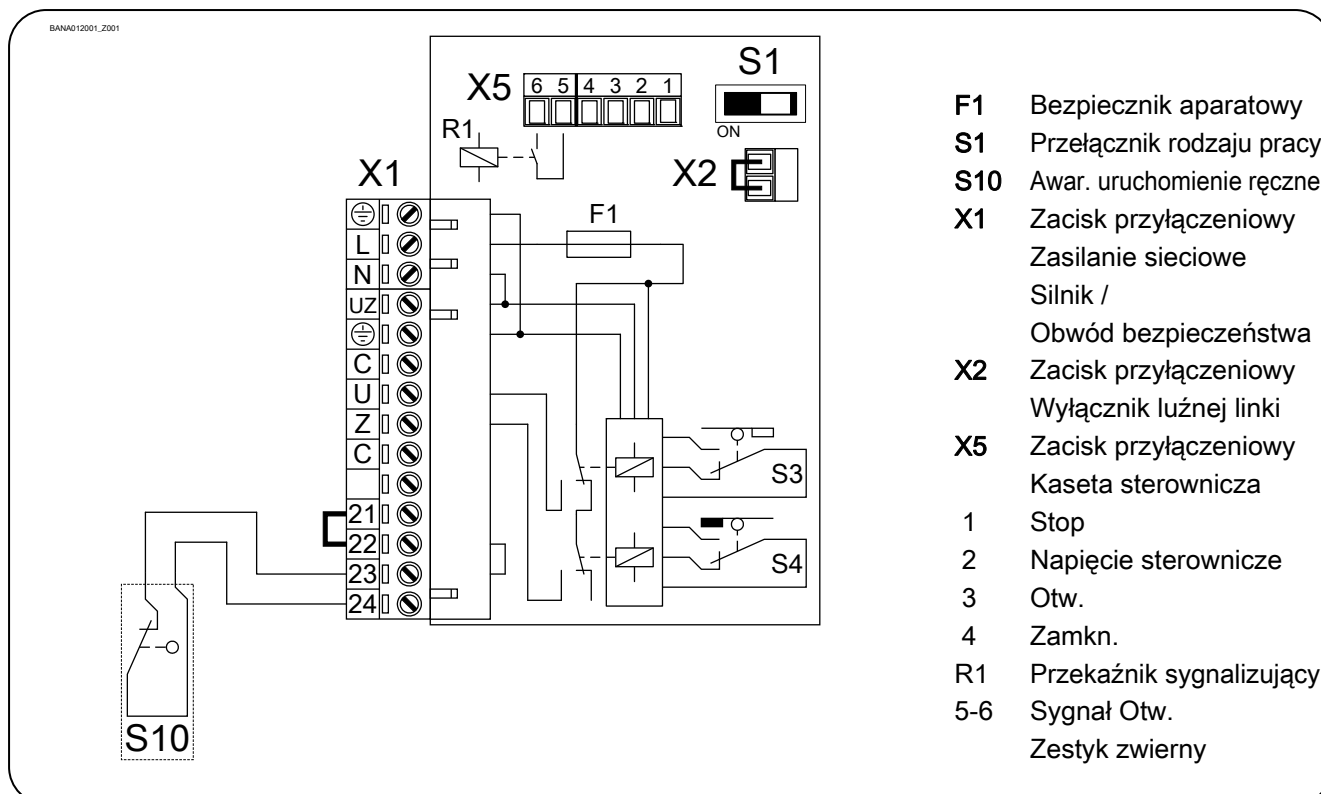 BANA012001_Z001
S1
X5
6 5 4 3 2 1
ON
R1
X2
X1
F1
L
N
UZ
C
U
Z
C
21
22
23
24
S3
S4
S10
F1 Bezpiecznik aparatowy
S1 Przełącznik rodzaju pracy
S10 Awar. uruchomienie ręczne
X1 Zacisk przyłączeniowy
Zasilanie sieciowe
Silnik /
Obwód bezpieczeństwa
X2 Zacisk przyłączeniowy
Wyłącznik luźnej linki
X5 Zacisk przyłączeniowy
Kaseta sterownicza
1 Stop
2 Napięcie sterownicze
3 Otw.
4 Zamkn.
R1 Przekaźnik sygnalizujący
5-6 Sygnał Otw.
Zestyk zwierny